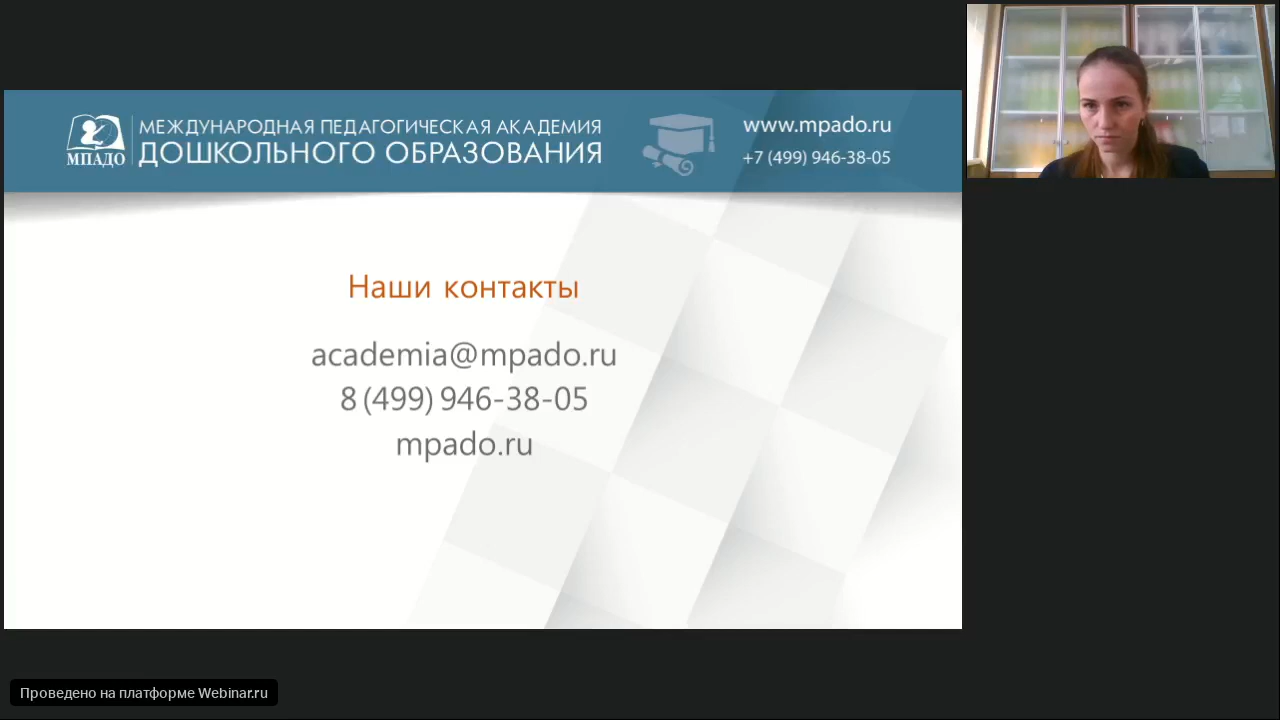 МПАДО
МЕЖДУНАРОДНАЯ ПЕДАГОГИЧЕСКАЯ АКАДЕМИЯ
ДОШКОЛЬНОГО ОБРАЗОВАНИЯ
www.mpado.ru
+7 (499) 946-38-05
Наши контакты
academia@mpado.ru
8 (499) 946-38-05
mpado.ru
Проведено на платформе Webinar.ru